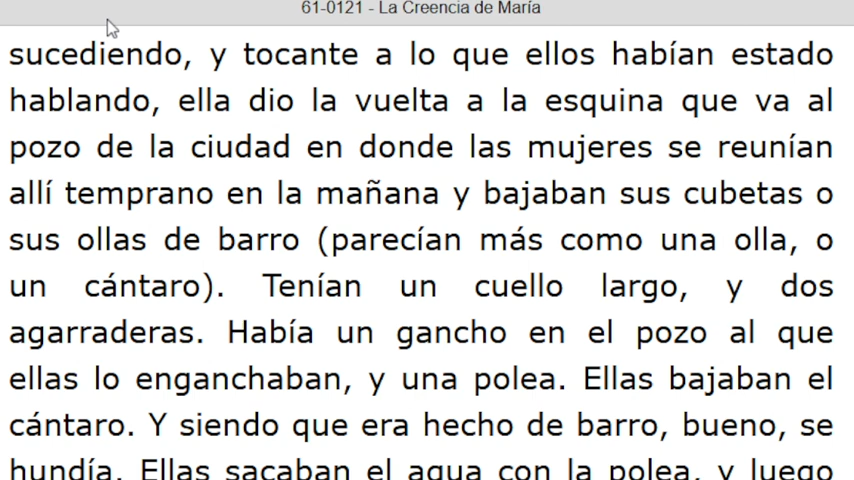 61-0121 - La Creencia de María
sucediendo, y tocante a lo que ellos habían estado
hablando, ella dio la vuelta a la esquina que va al
pozo de la ciudad en donde las mujeres se reunían
allí temprano en la mañana y bajaban sus cubetas o
sus ollas de barro (parecían más como una olla, o
un cántaro). Tenían un cuello largo, y dos
agarraderas. Había un gancho en el pozo al que
ellas lo enganchaban, y una polea. Ellas bajaban el
cántaro. Y siendo que era hecho de barro, bueno, se
hundía. Ellas sacaban el agua con la polea, y luego